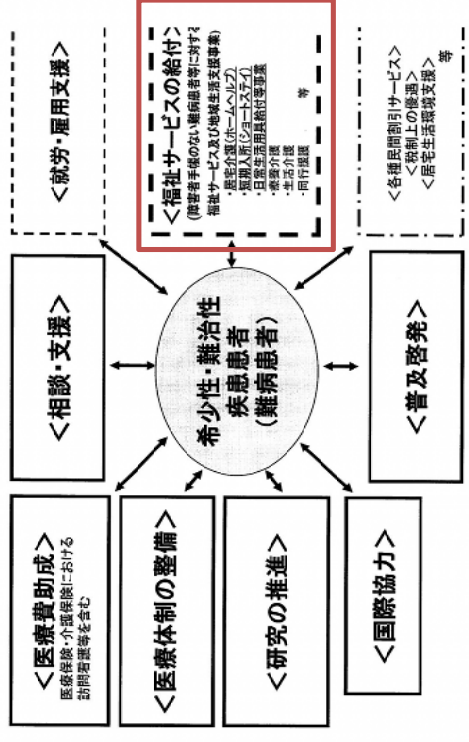 <医療費助成>
医療保険・介護保険における
訪問看護等を含む
<相談・支援>
<就労・雇用支援>
<医療体制の整備>
希少性・難治性
疾患患者
(難病患者)
<福祉サービスの給付>
(障害者手帳のない難病患者等に対する
福祉サービス及び地域生活支援事業)
・居宅介護(ホームヘルプ)
・短期入所(ショートステイ)
・日常生活用具給付等事業
・療養介護
・生活介護
・同行援護 等
<研究の推進>
<国際協力>
<普及啓発>
<各種民間割引サービス>
<税制上の優遇>
<居宅生活環境支援>
等